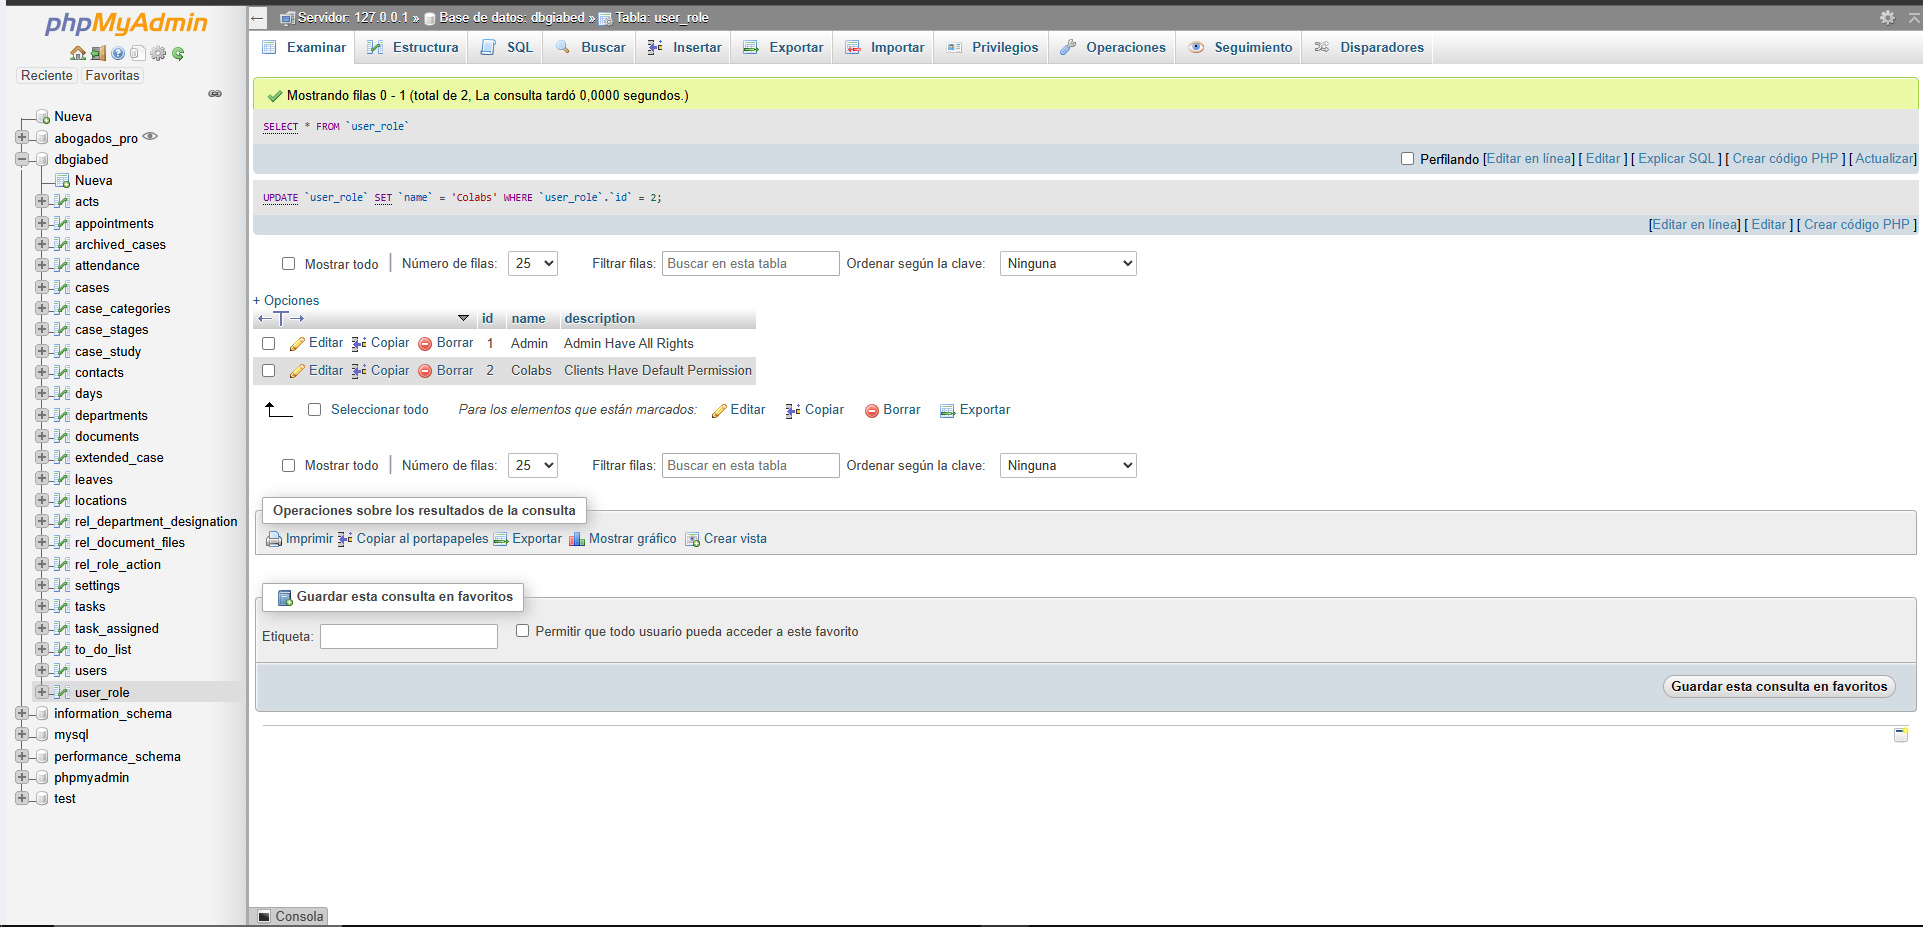 phpMyAdmin
Reciente Favoritas
Nueva
abogados_pro
dbgiabed
Nueva
acts
appointments
archived_cases
attendance
cases
case_categories
case_stages
case_study
contacts
days
departments
documents
extended_case
leaves
locations
rel_department_designation
rel_document_files
rel_role_action
settings
tasks
task_assigned
to_do_list
users
user_role
information_schema
mysql
performance_schema
phpmyadmin
test
Servidor: 127.0.0.1 » Base de datos: dbgiabed » Tabla: user_role
Examinar Estructura SQL Buscar Insertar Exportar Importar Privilegios Operaciones Seguimiento Disparadores
Mostrando filas 0 - 1 (total de 2, La consulta tardó 0,0000 segundos.)
SELECT * FROM `user_role`
Perfilando [Editar en línea] [ Editar ] [ Explicar SQL ] [ Crear código PHP ] [ Actualizar]
UPDATE `user_role` SET `name` = 'Colabs' WHERE `user_role`.`id` = 2;
[Editar en línea] [ Editar ] [ Crear código PHP ]
Mostrar todo Número de filas: 25 Filtrar filas: Buscar en esta tabla Ordenar según la clave: Ninguna
+ Opciones
←T→ id name description
Editar Copiar Borrar 1 Admin Admin Have All Rights
Editar Copiar Borrar 2 Colabs Clients Have Default Permission
Seleccionar todo Para los elementos que están marcados: Editar Copiar Borrar Exportar
Mostrar todo Número de filas: 25 Filtrar filas: Buscar en esta tabla Ordenar según la clave: Ninguna
Operaciones sobre los resultados de la consulta
Imprimir Copiar al portapapeles Exportar Mostrar gráfico Crear vista
Guardar esta consulta en favoritos
Etiqueta: Permitir que todo usuario pueda acceder a este favorito
Guardar esta consulta en favoritos
Consola